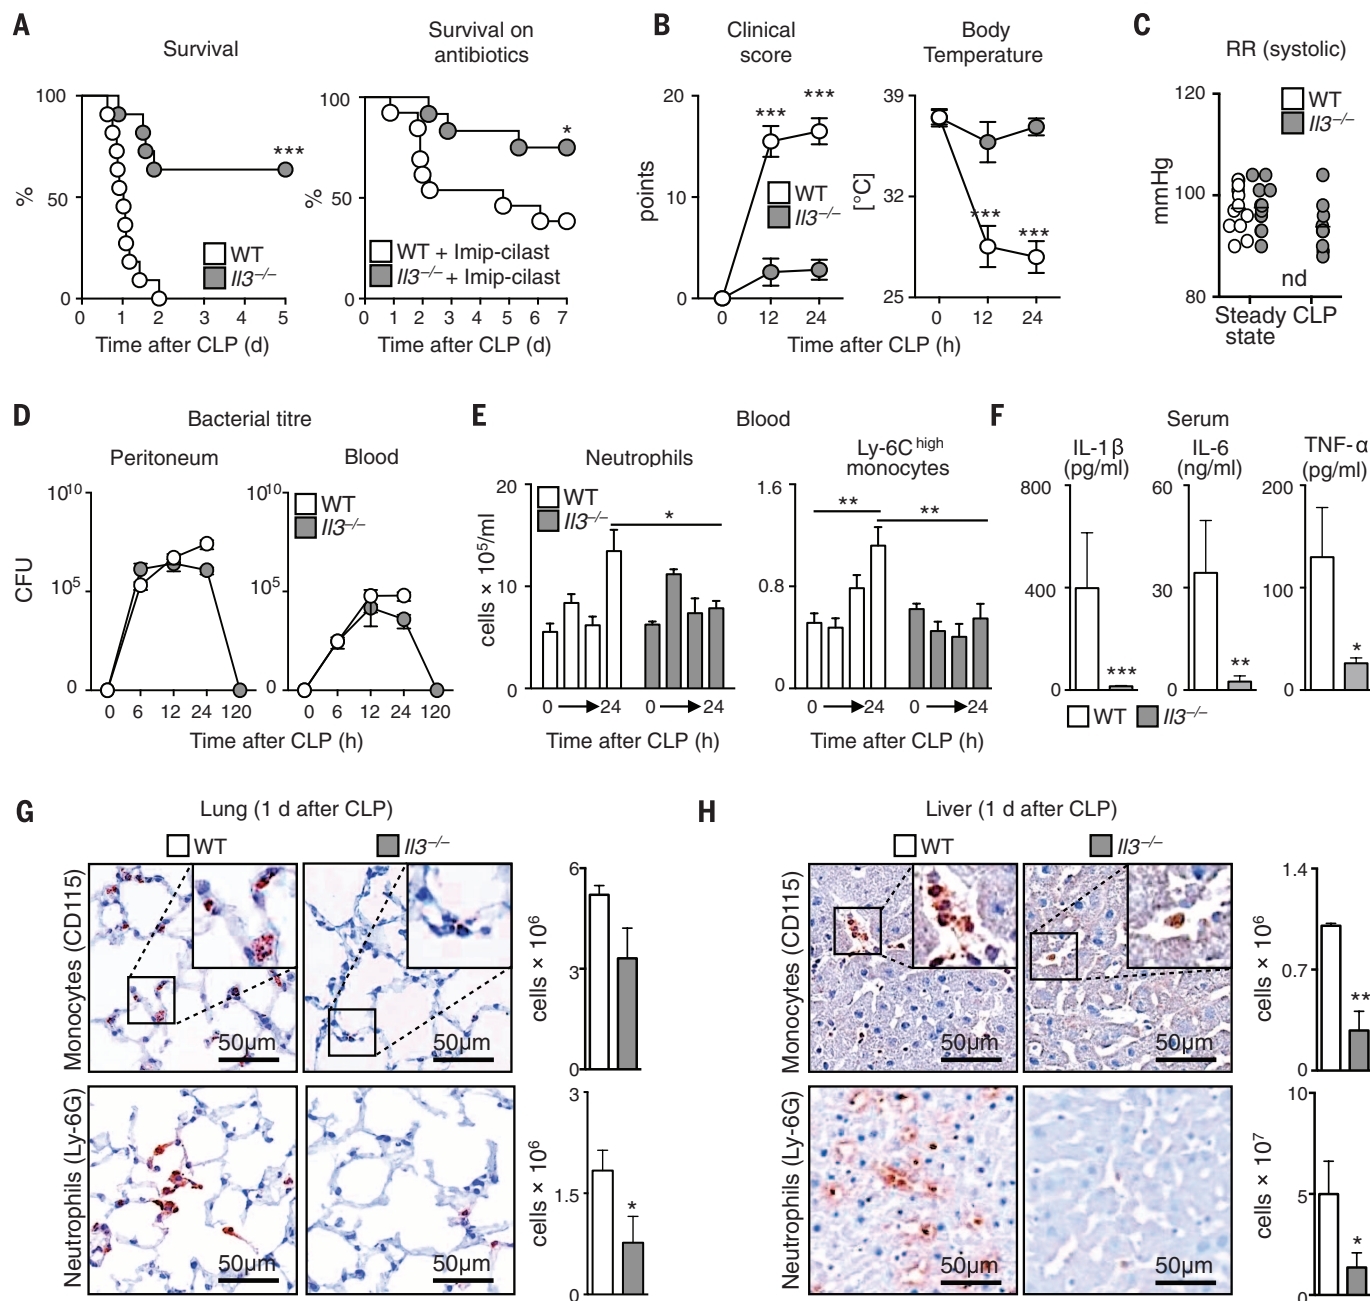 A
Survival
100
50
0
%
***
WT
Il3–/–
0 1 2 3 4 5
Time after CLP (d)
Survival on
antibiotics
100
50
0
%
*
WT + Imip-cilast
Il3–/– + Imip-cilast
0 1 2 3 4 5 6 7
Time after CLP (d)
B
Clinical
score
20
10
0
points
***
***
WT
Il3–/–
0 12 24
Body
Temperature
39
32
25
[°C]
***
***
0 12 24
Time after CLP (h)
C
RR (systolic)
120
100
80
mmHg
WT
Il3–/–
nd
Steady CLP
state
D
Bacterial titre
Peritoneum
10^10
10^5
0
CFU
0 6 12 24 120
Blood
10^10
10^5
0
WT
Il3–/–
0 6 12 24 120
Time after CLP (h)
E
Blood
Neutrophils
20
10
0
cells × 10^5/ml
WT
Il3–/–
*
0 24 0 24
Ly-6C^high
monocytes
1.6
0.8
0
**
**
0 24 0 24
Time after CLP (h)
F
Serum
IL-1β
(pg/ml)
800
400
0
***
IL-6
(ng/ml)
60
30
0
**
TNF-α
(pg/ml)
200
100
0
*
WT
Il3–/–
G
Lung (1 d after CLP)
WT
Il3–/–
Monocytes (CD115)
50µm
50µm
6
3
0
cells × 10^6
Neutrophils (Ly-6G)
50µm
50µm
3
1.5
0
cells × 10^6
*
H
Liver (1 d after CLP)
WT
Il3–/–
Monocytes (CD115)
50µm
50µm
1.4
0.7
0
cells × 10^6
**
Neutrophils (Ly-6G)
50µm
50µm
10
5
0
cells × 10^7
*